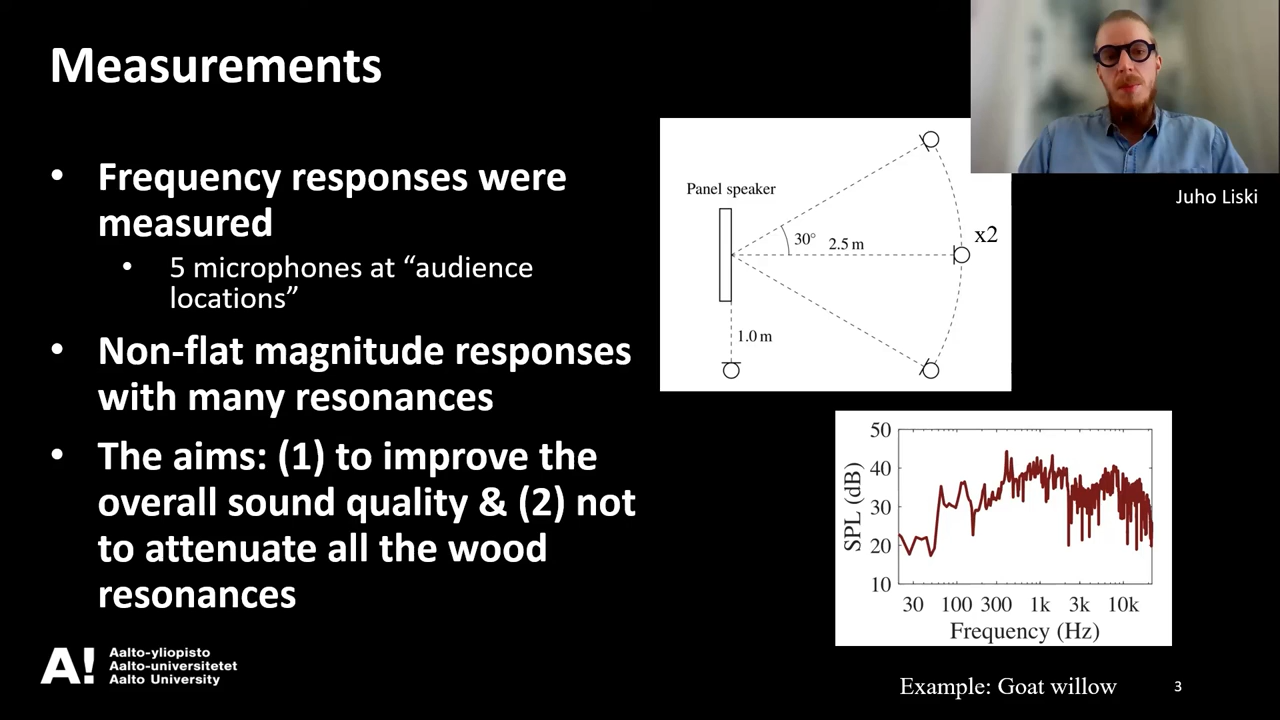 Measurements
• Frequency responses were
measured
• 5 microphones at “audience
locations”
• Non-flat magnitude responses
with many resonances
• The aims: (1) to improve the
overall sound quality & (2) not
to attenuate all the wood
resonances
Panel speaker
30°
2.5 m
x2
1.0 m
Juho Liski
50
40
30
20
10
SPL (dB)
30 100 300 1k 3k 10k
Frequency (Hz)
Example: Goat willow
3
A!
Aalto-yliopisto
Aalto-universitetet
Aalto University